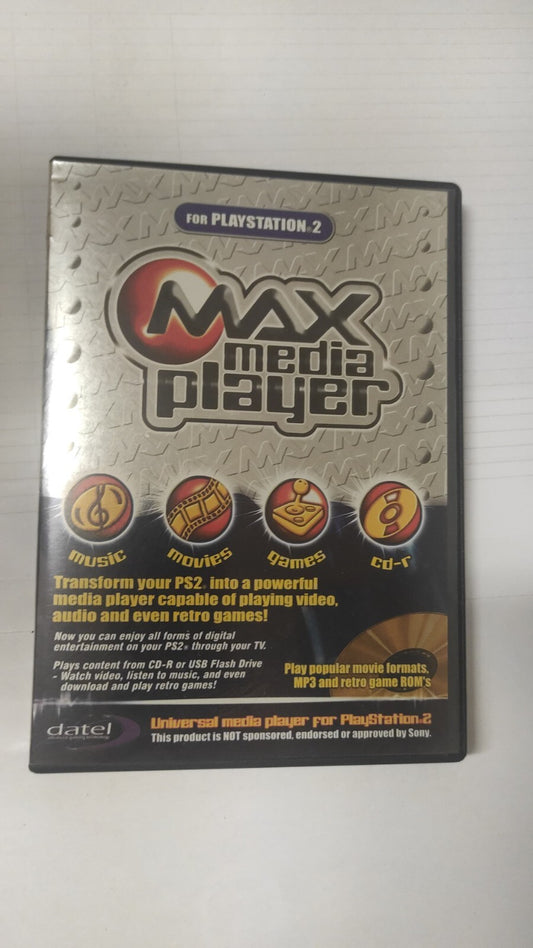 FOR PLAYSTATION®2
MAX
media
player™
music
movies
games
cd-r
Transform your PS2® into a powerful
media player capable of playing video,
audio and even retro games!
Now you can enjoy all forms of digital
entertainment on your PS2® through your TV.
Plays content from CD-R or USB Flash Drive
- Watch video, listen to music, and even
download and play retro games!
Play popular movie formats,
MP3 and retro game ROM's
datel
Universal media player for PlayStation®2
This product is NOT sponsored, endorsed or approved by Sony.